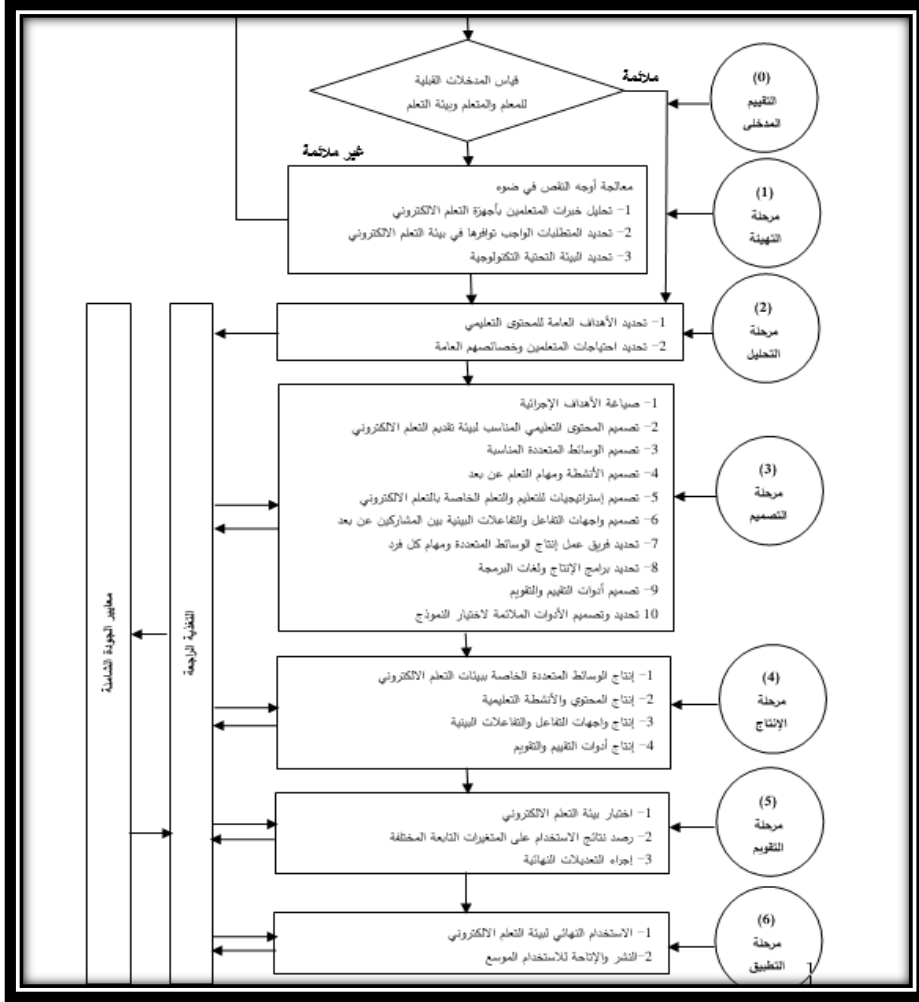 (0)
التقييم
المدخلى
ملائمة
قياس المدخلات القبلية
للمعلم والمتعلم وبيئة التعلم
غير ملائمة
(1)
مرحلة
التهيئة
معالجة أوجه النقص في ضوء
1- تحليل خبرات المتعلمين بأجهزة التعلم الالكتروني
2- تحديد المتطلبات الواجب توافرها في بيئة التعلم الالكتروني
3- تحديد البيئة التحتية التكنولوجية
(2)
مرحلة
التحليل
1- تحديد الأهداف العامة للمحتوى التعليمي
2- تحديد احتياجات المتعلمين وخصائصهم العامة
(3)
مرحلة
التصميم
1- صياغة الأهداف الإجرائية
2- تصميم المحتوى التعليمي المناسب لبيئة تقديم التعلم الالكتروني
3- تصميم الوسائط المتعددة المناسبة
4- تصميم الأنشطة ومهام التعلم عن بعد
5- تصميم إستراتيجيات للتعليم والتعلم الخاصة بالتعلم الالكتروني
6- تصميم واجهات التفاعل والتفاعلات البينية بين المشاركين عن بعد
7- تحديد فريق عمل إنتاج الوسائط المتعددة ومهام كل فرد
8- تحديد برامج الإنتاج ولغات البرمجة
9- تصميم أدوات التقييم والتقويم
10 تحديد وتصميم الأدوات الملائمة لاختيار النموذج
(4)
مرحلة
الإنتاج
1- إنتاج الوسائط المتعددة الخاصة ببيئات التعلم الالكتروني
2- إنتاج المحتوي والأنشطة التعليمية
3- إنتاج واجهات التفاعل والتفاعلات البينية
4- إنتاج أدوات التقييم والتقويم
(5)
مرحلة
التقويم
1- اختبار بيئة التعلم الالكتروني
2- رصد نتائج الاستخدام على المتغيرات التابعة المختلفة
3- إجراء التعديلات النهائية
(6)
مرحلة
التطبيق
1- الاستخدام النهائي لبيئة التعلم الالكتروني
2- النشر والإتاحة للاستخدام الموسع
التغذية الراجعة
معايير الجودة الشاملة